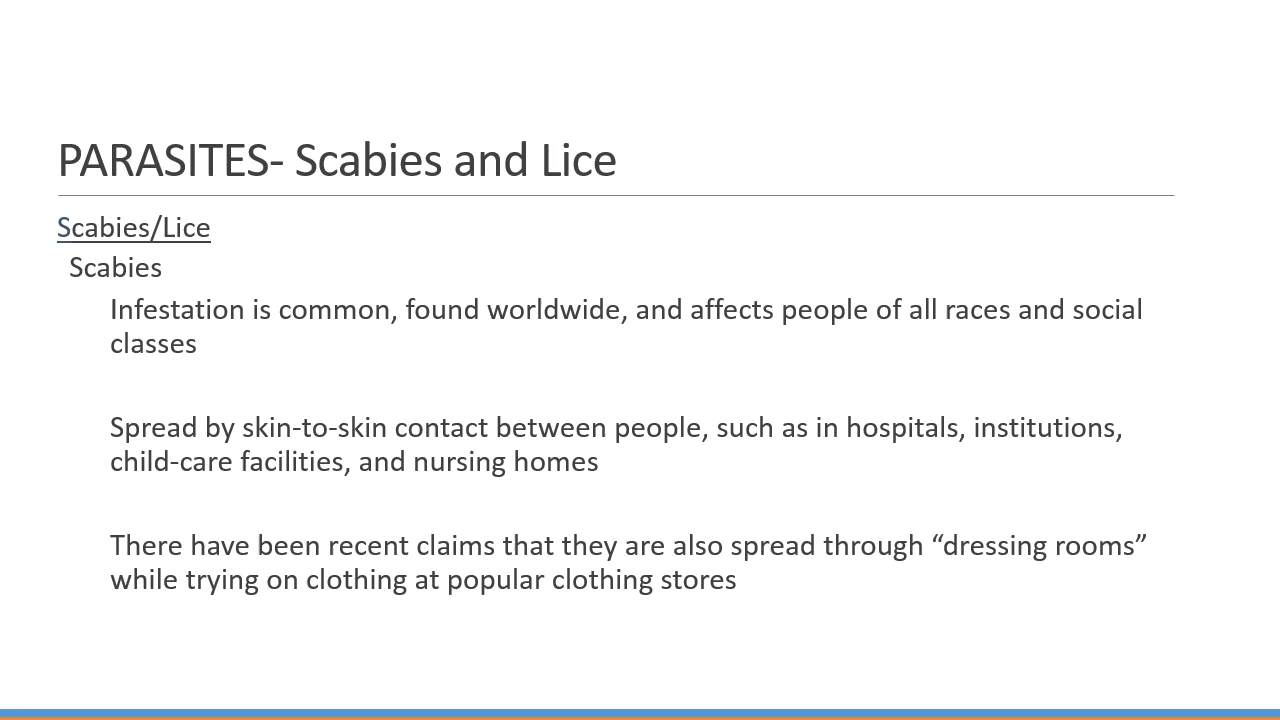 PARASITES- Scabies and Lice
Scabies/Lice
Scabies
Infestation is common, found worldwide, and affects people of all races and social
classes
Spread by skin-to-skin contact between people, such as in hospitals, institutions,
child-care facilities, and nursing homes
There have been recent claims that they are also spread through “dressing rooms”
while trying on clothing at popular clothing stores